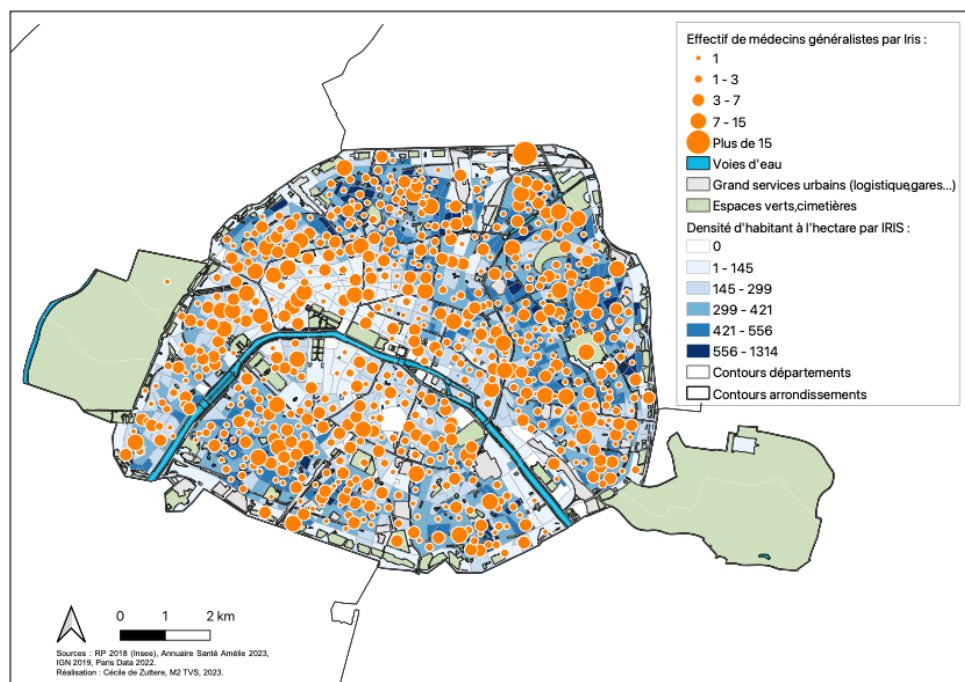 Effectif de médecins généralistes par Iris :
1
1 - 3
3 - 7
7 - 15
Plus de 15
Voies d'eau
Grand services urbains (logistique,gares...)
Espaces verts,cimetières
Densité d'habitant à l'hectare par IRIS :
0
1 - 145
145 - 299
299 - 421
421 - 556
556 - 1314
Contours départements
Contours arrondissements
0 1 2 km
Sources : RP 2018 (Insee), Annuaire Santé Amélie 2023,
IGN 2019, Paris Data 2022.
Réalisation : Cécile de Zuttere, M2 TVS, 2023.